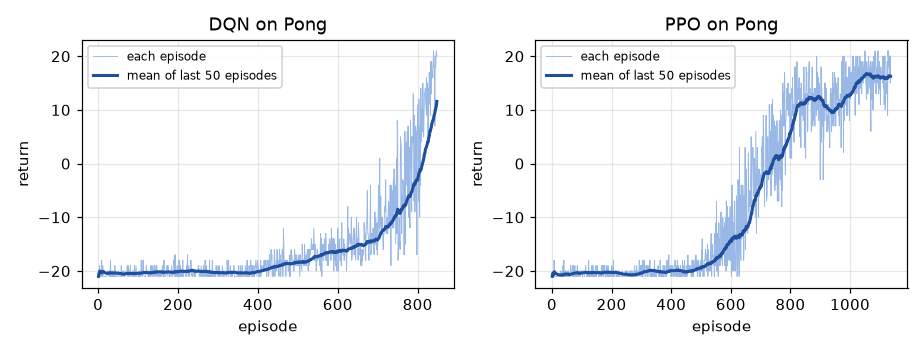 DQN on Pong
each episode
mean of last 50 episodes
return
20
10
0
−10
−20
0 200 400 600 800
episode
PPO on Pong
each episode
mean of last 50 episodes
return
20
10
0
−10
−20
0 200 400 600 800 1000
episode